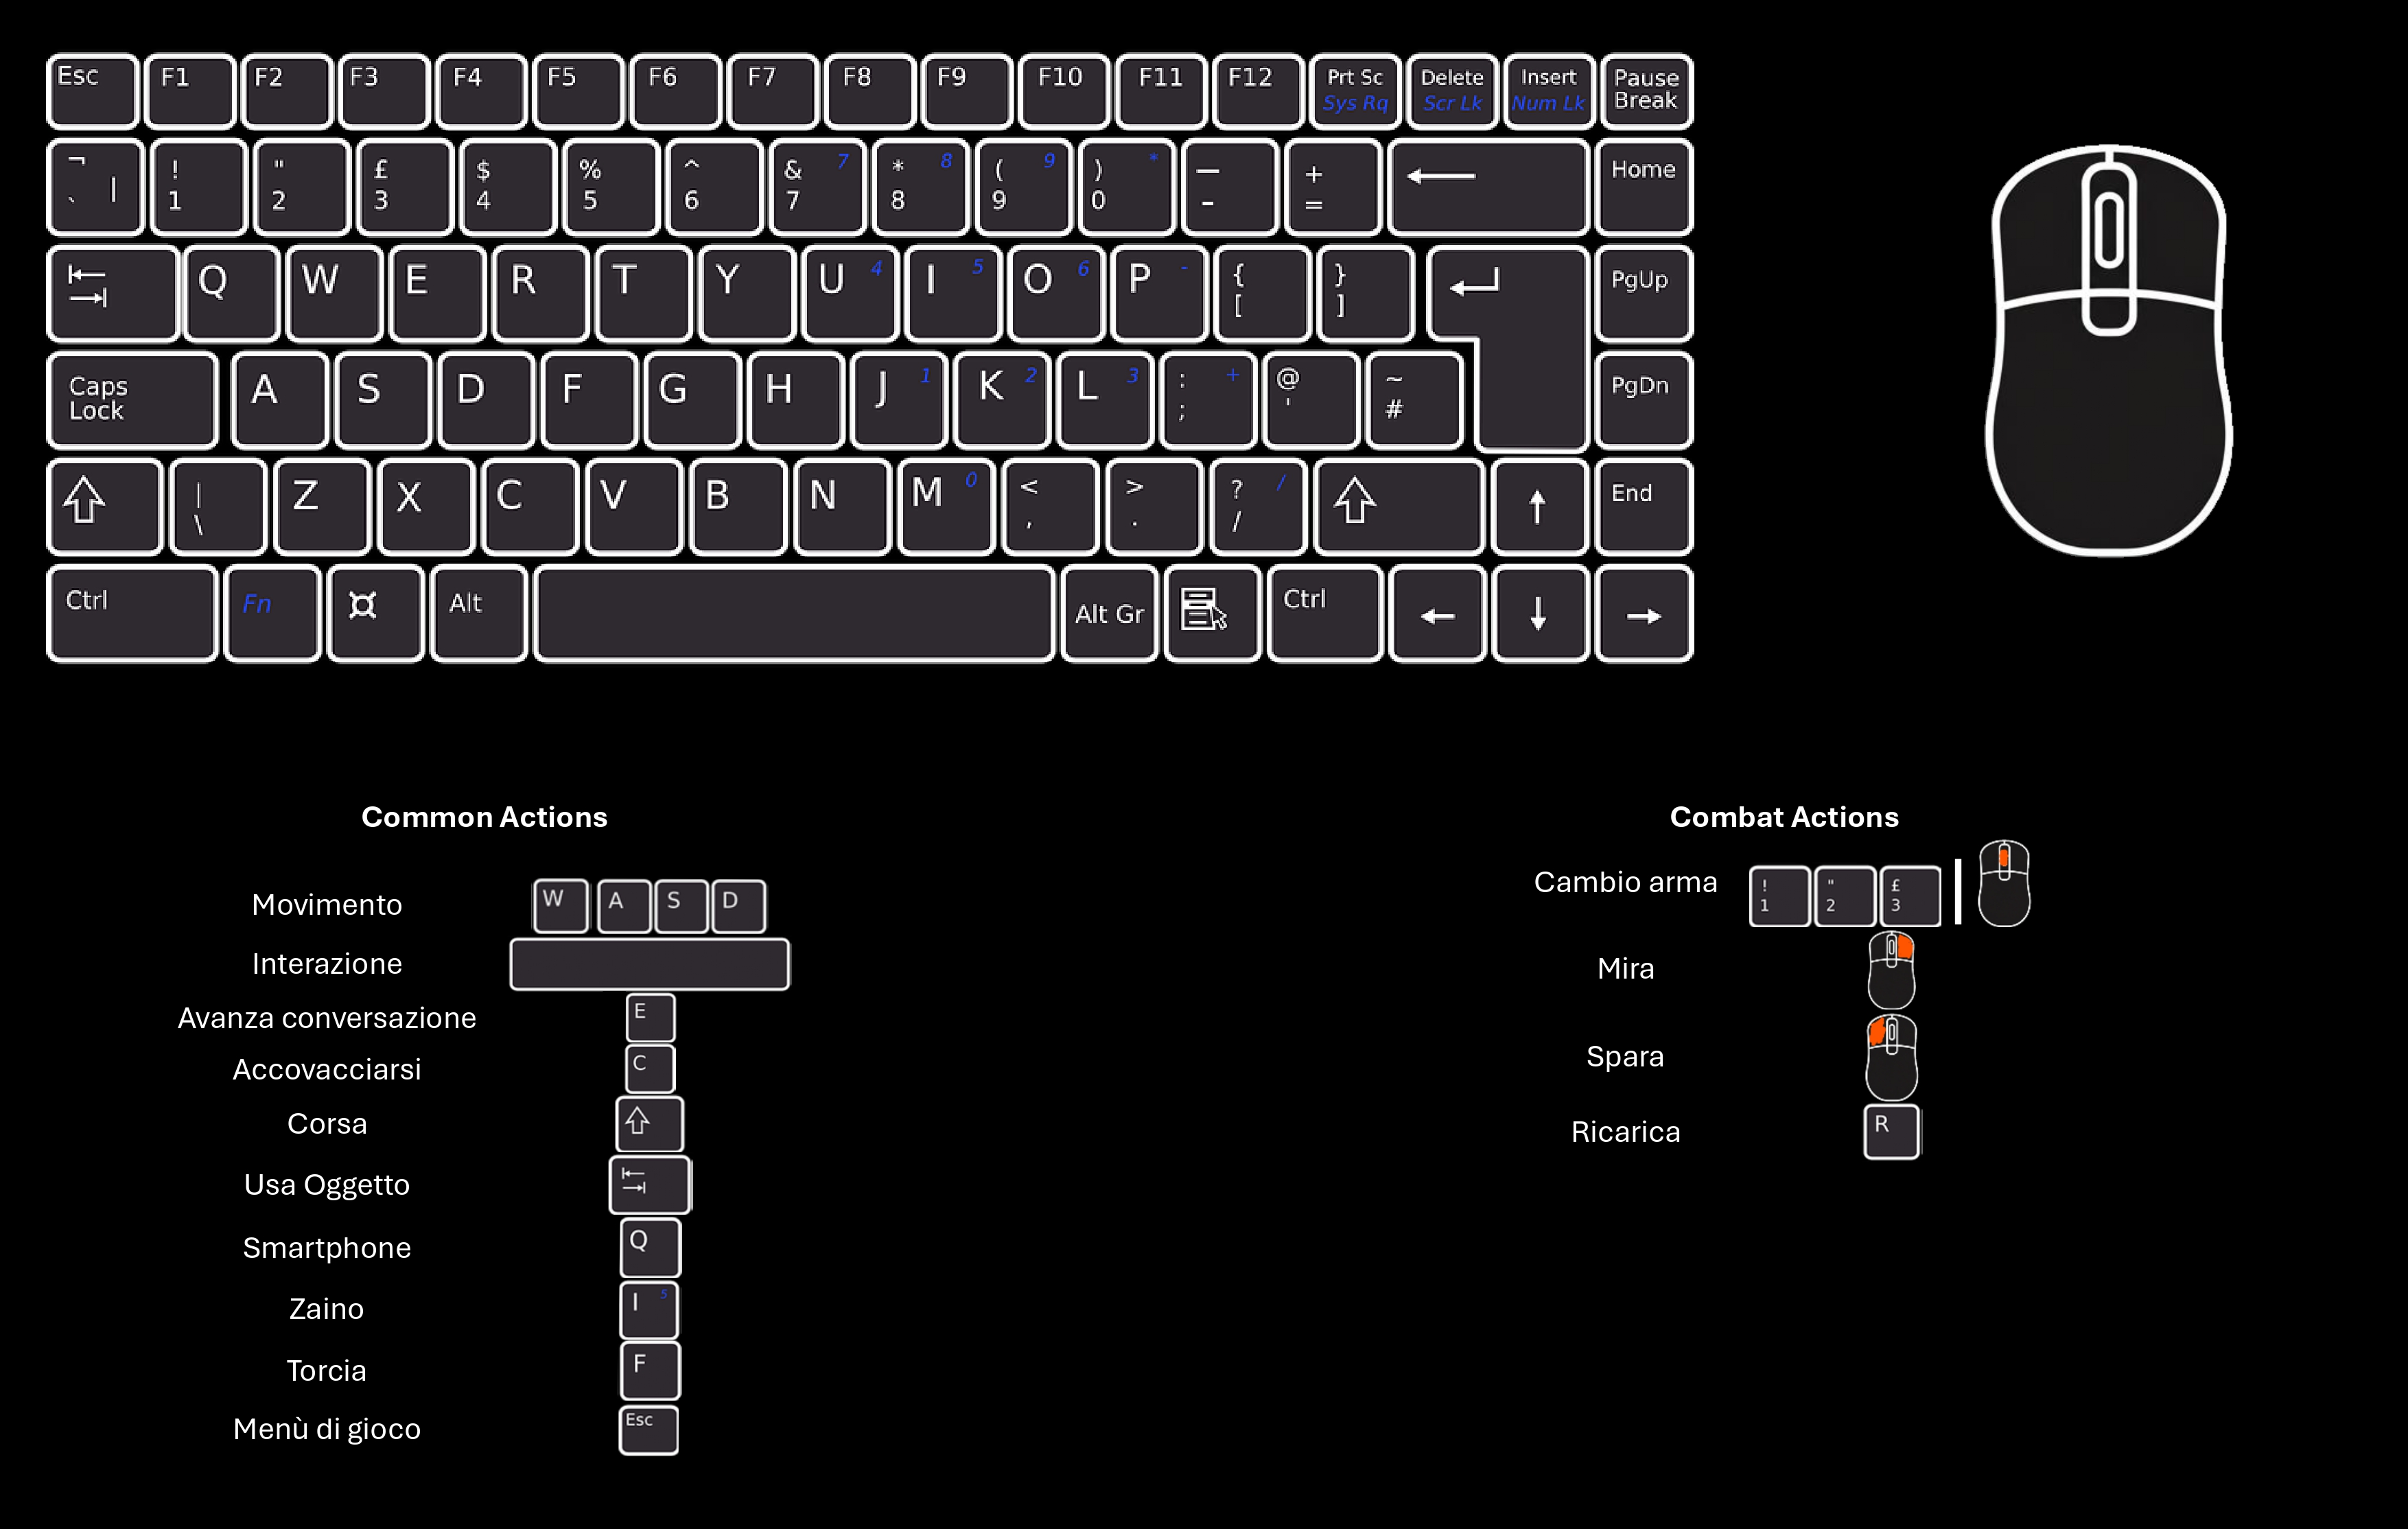 Esc F1 F2 F3 F4 F5 F6 F7 F8 F9 F10 F11 F12 Prt Sc Delete Insert Pause
Sys Rq Scr Lk Num Lk Break
¬ ! " £ $ % ^ & 7 * 8 ( 9 ) * — + Home
` | 1 2 3 4 5 6 7 8 9 0 - =
Q W E R T Y U 4 I 5 O 6 P - { } PgUp
[ ]
Caps A S D F G H J 1 K 2 L 3 : + @ ~ PgDn
Lock ; ' #
| Z X C V B N M 0 < > ? / End
\ , . /
Ctrl Fn Alt Alt Gr Ctrl
Common Actions
Movimento W A S D
Interazione
Avanza conversazione E
Accovacciarsi C
Corsa
Usa Oggetto
Smartphone Q
Zaino I 5
Torcia F
Menù di gioco Esc
Combat Actions
Cambio arma ! " £
1 2 3
Mira
Spara
Ricarica R